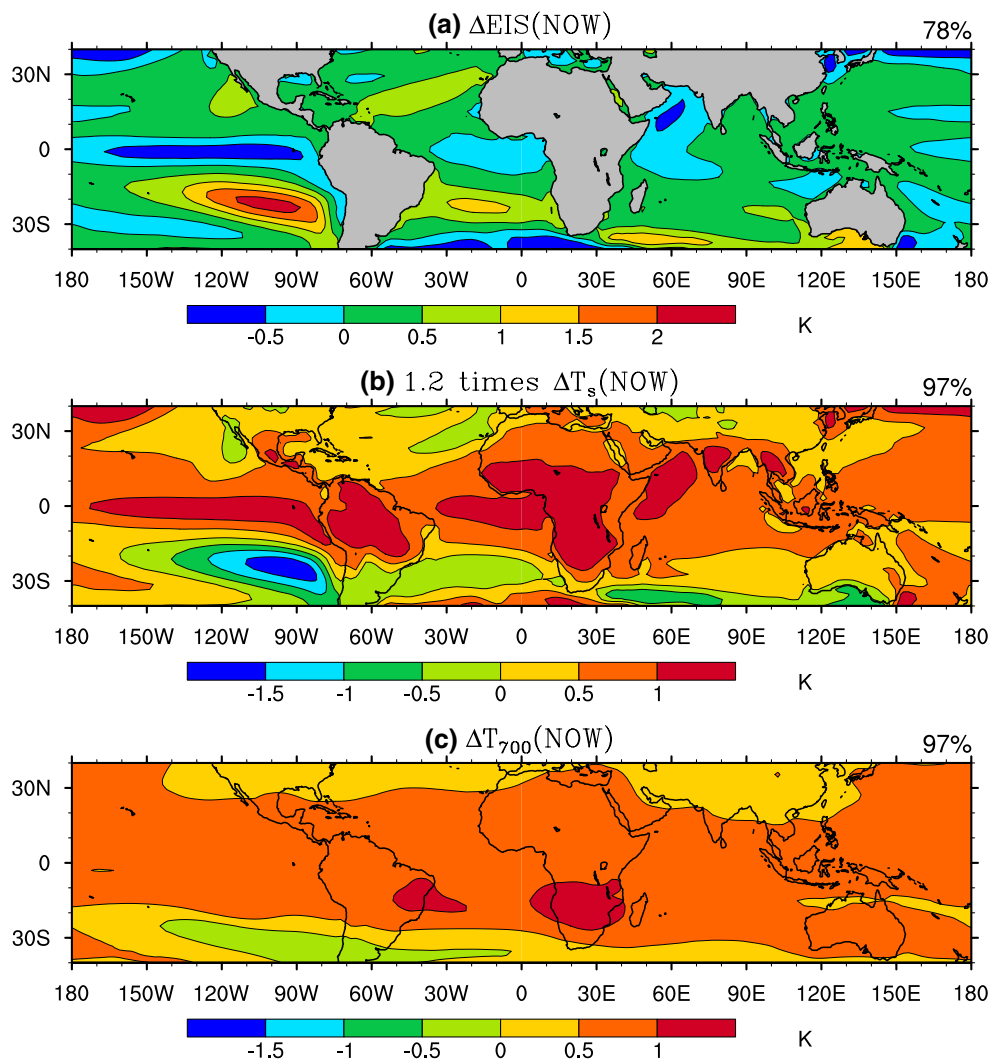 (a) ΔEIS(NOW) 78%
30N
0
30S
180 150W 120W 90W 60W 30W 0 30E 60E 90E 120E 150E 180
-0.5 0 0.5 1 1.5 2 K
(b) 1.2 times ΔTs(NOW) 97%
30N
0
30S
180 150W 120W 90W 60W 30W 0 30E 60E 90E 120E 150E 180
-1.5 -1 -0.5 0 0.5 1 K
(c) ΔT700(NOW) 97%
30N
0
30S
180 150W 120W 90W 60W 30W 0 30E 60E 90E 120E 150E 180
-1.5 -1 -0.5 0 0.5 1 K